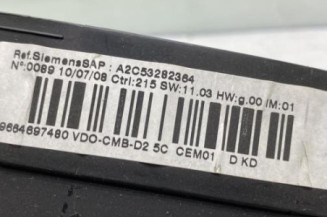 Ref.SiemensSAP : A2C53282364
N°:0089 10/07/08 Ctrl:215 SW:11.03 HW:g.00 IM:01
9664697480 VDO-CMB-D2 5C CEM01 D KD